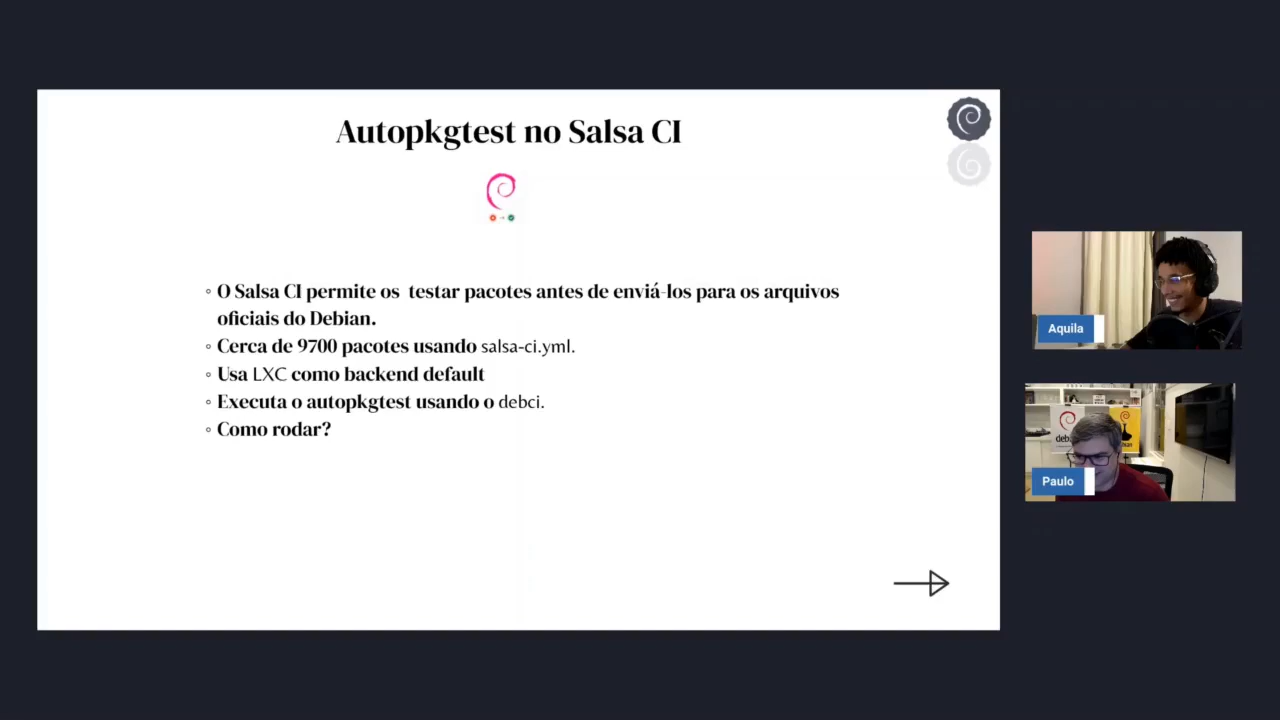 Autopkgtest no Salsa CI
◦ O Salsa CI permite os  testar pacotes antes de enviá-los para os arquivos
oficiais do Debian.
◦ Cerca de 9700 pacotes usando salsa-ci.yml.
◦ Usa LXC como backend default
◦ Executa o autopkgtest usando o debci.
◦ Como rodar?
Aquila
Paulo